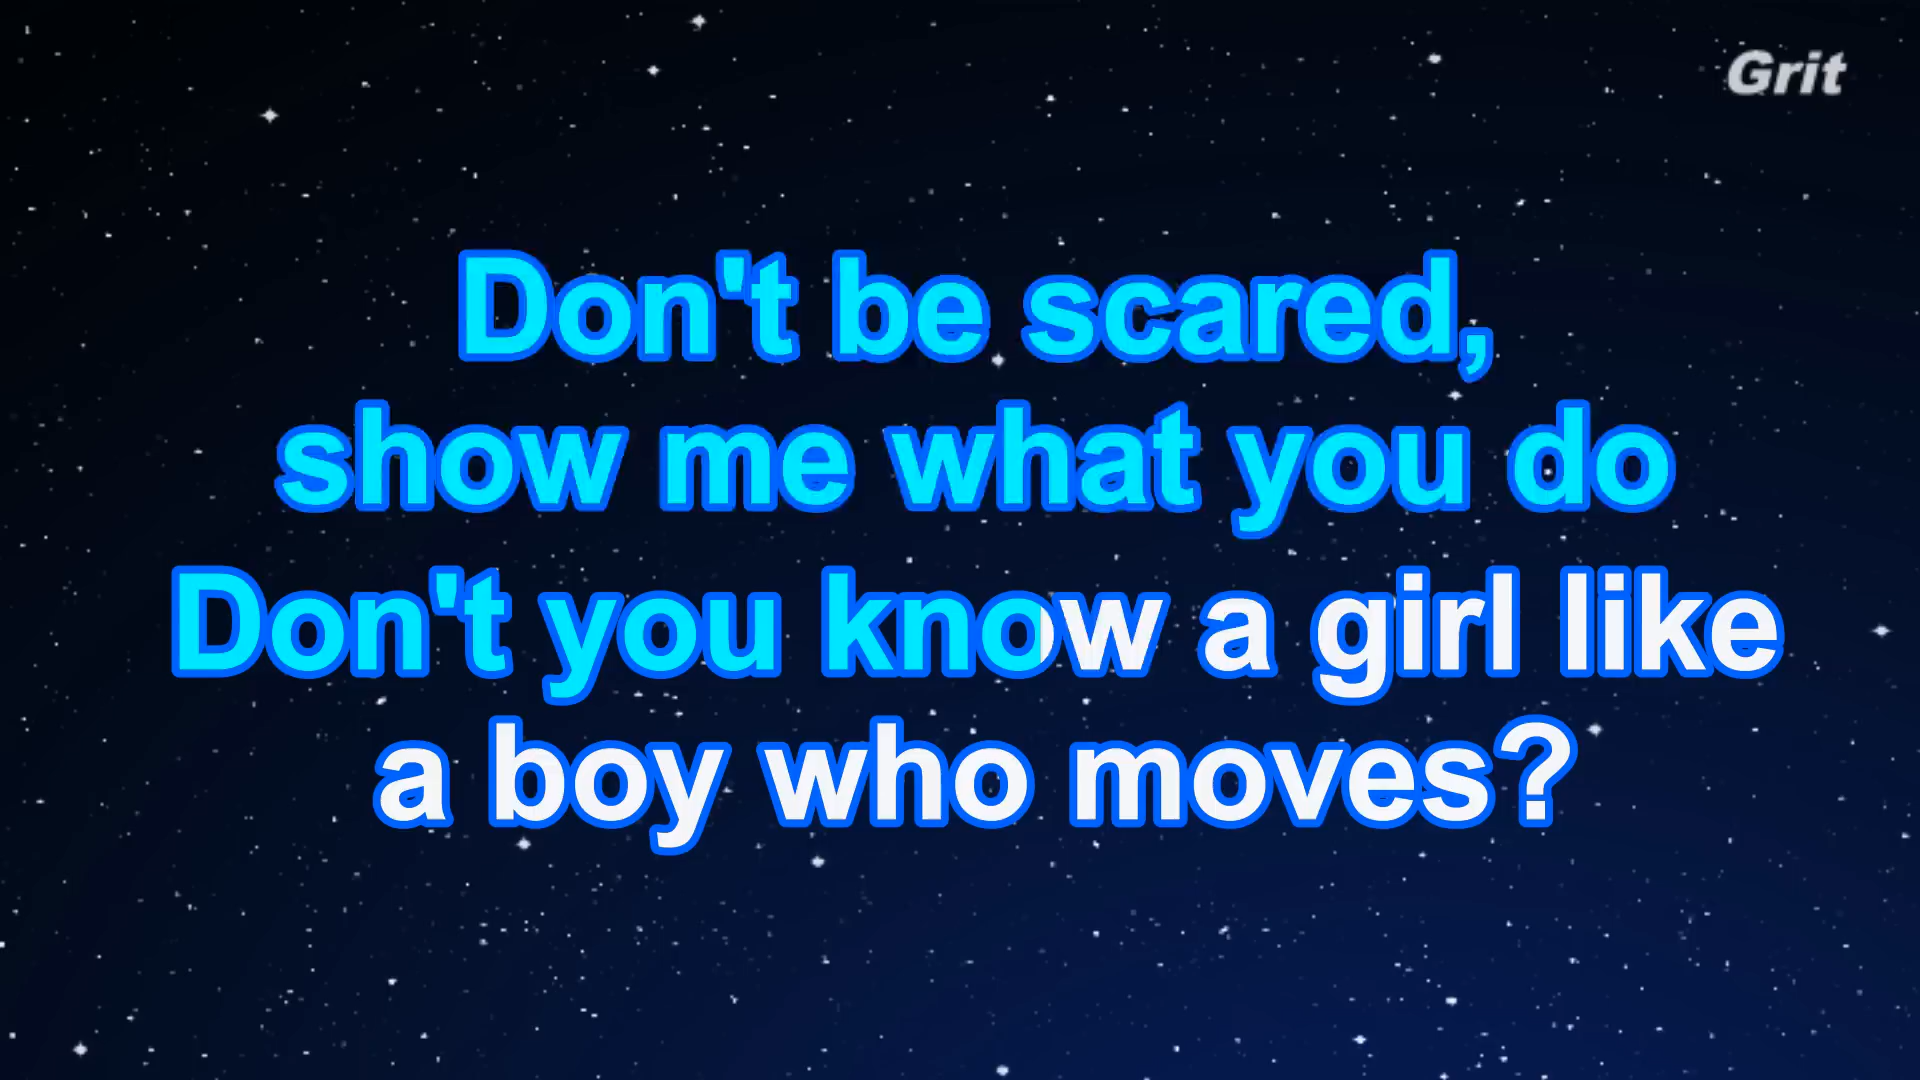 Grit
Don't be scared,
show me what you do
Don't you know a girl like
a boy who moves?